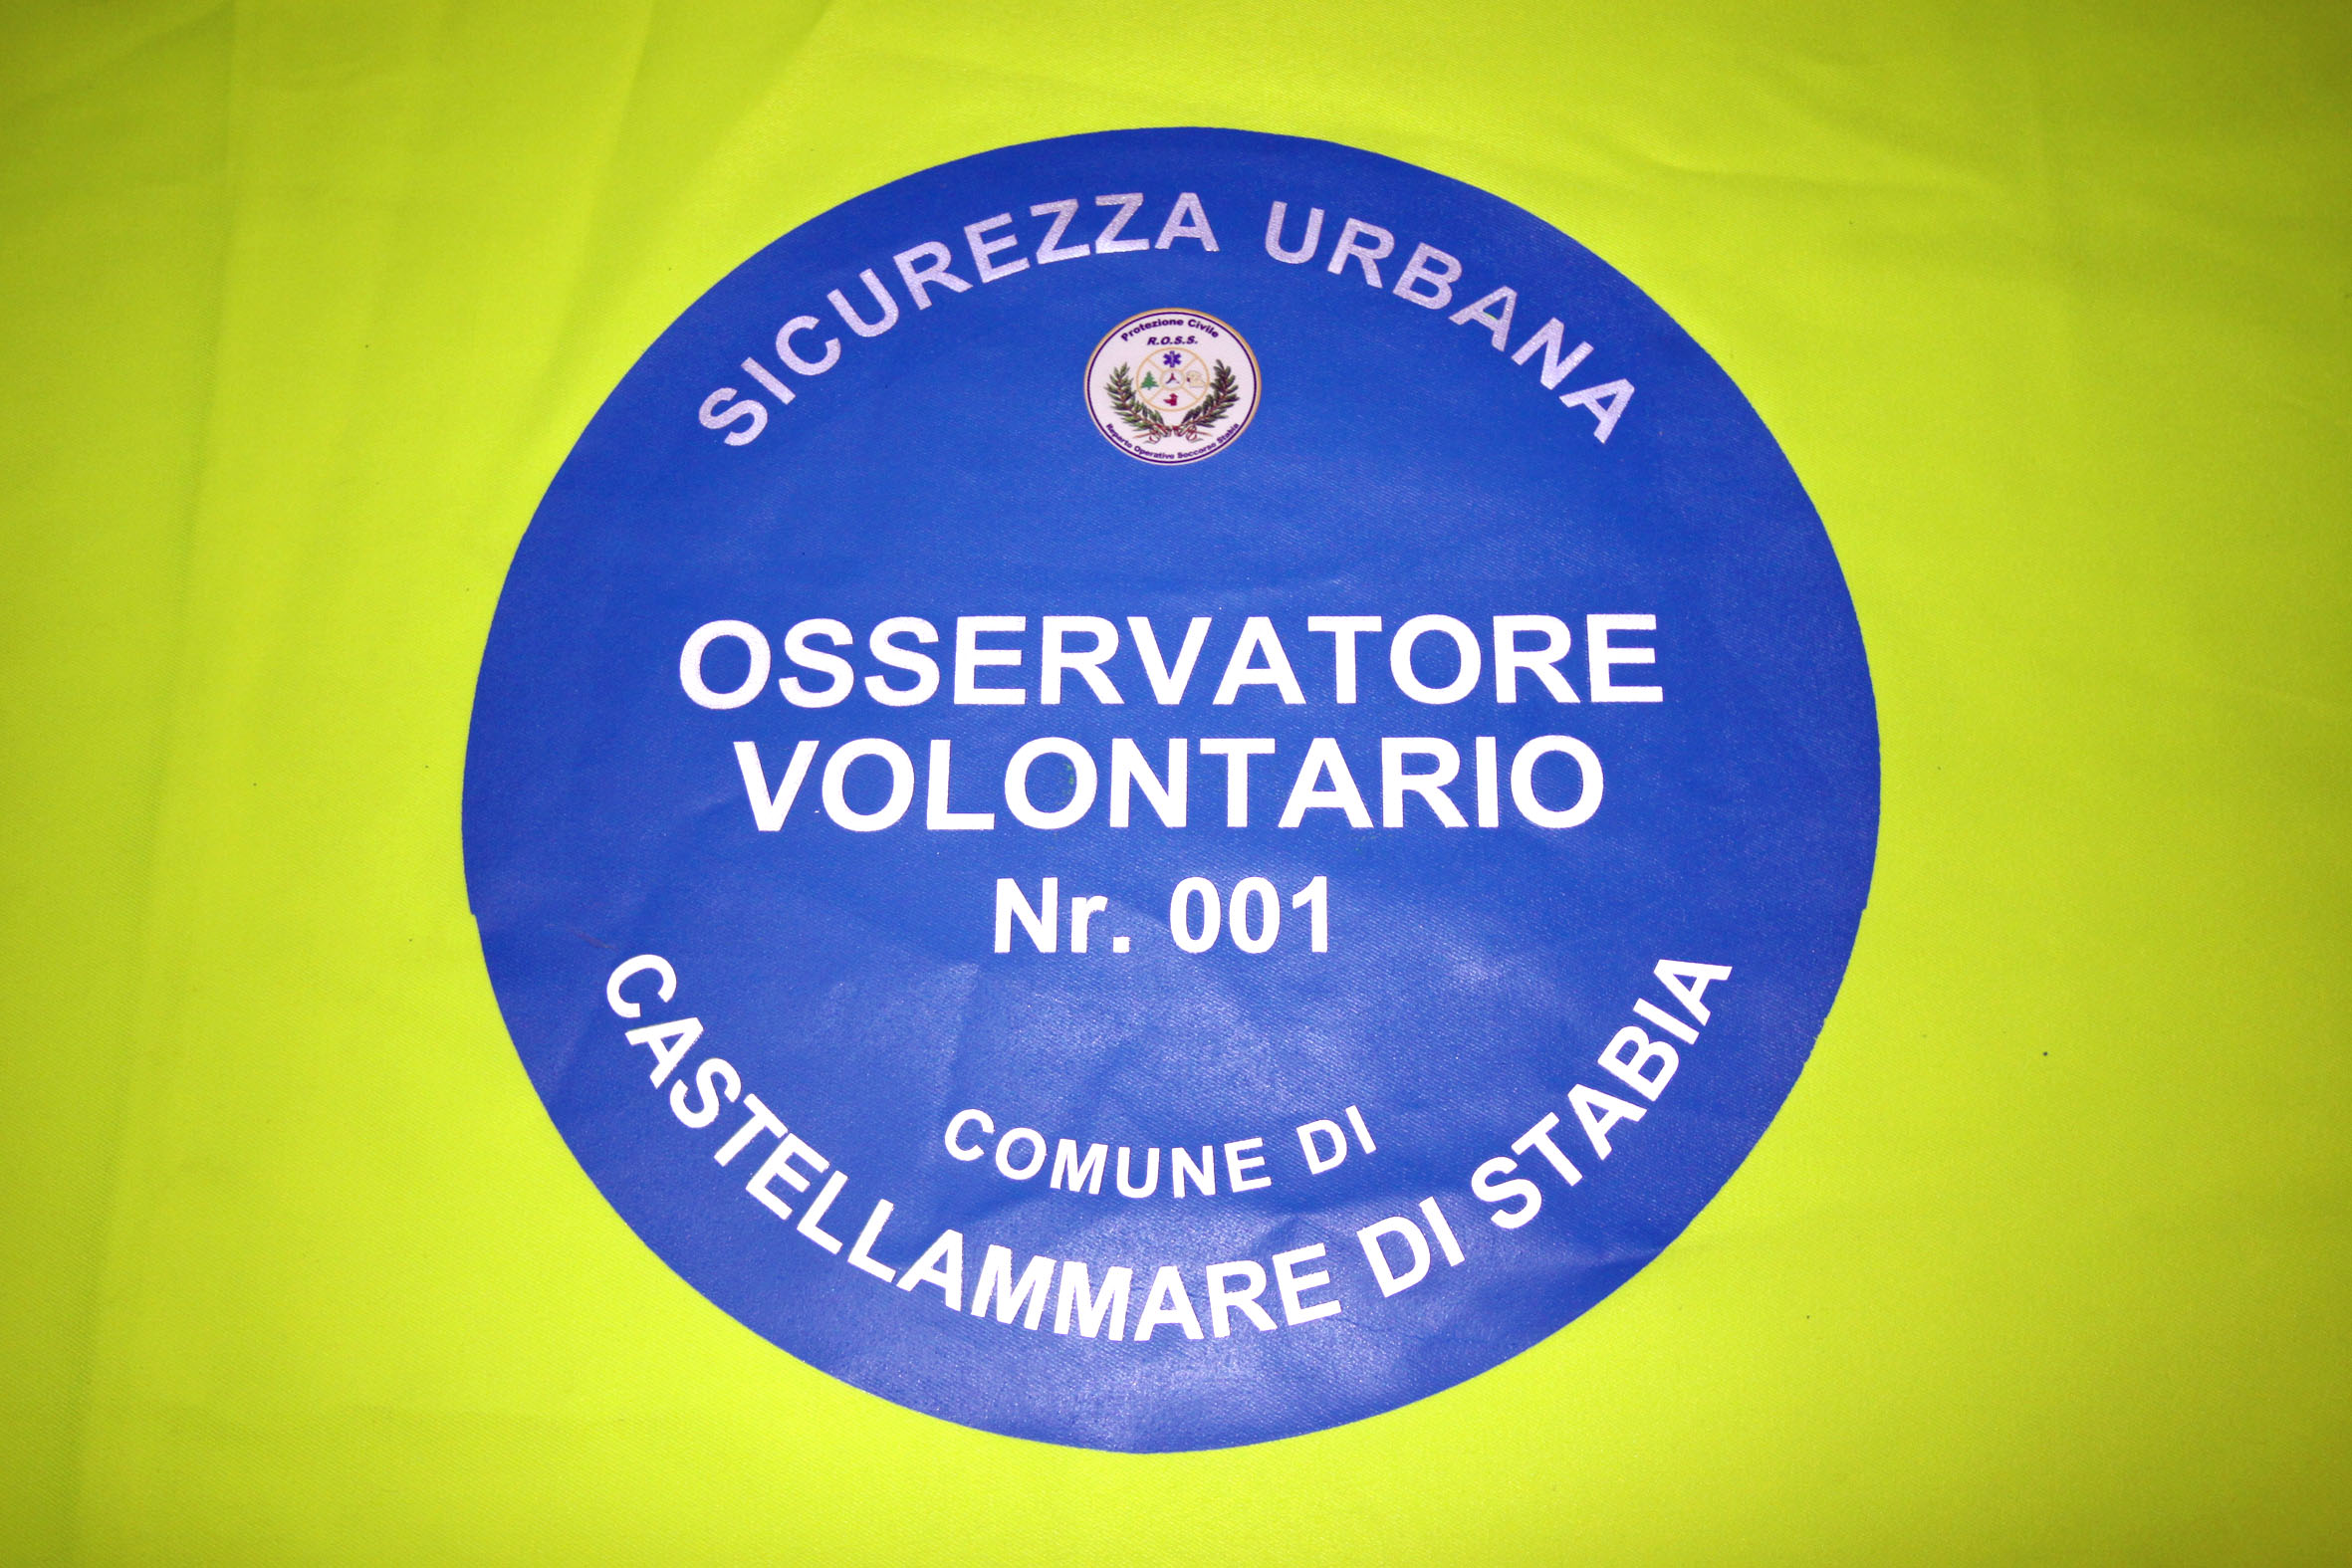 SICUREZZA URBANA
Protezione Civile
R.O.S.S.
Reparto Operativo Soccorso Stabia
OSSERVATORE
VOLONTARIO
Nr. 001
COMUNE DI
CASTELLAMMARE DI STABIA